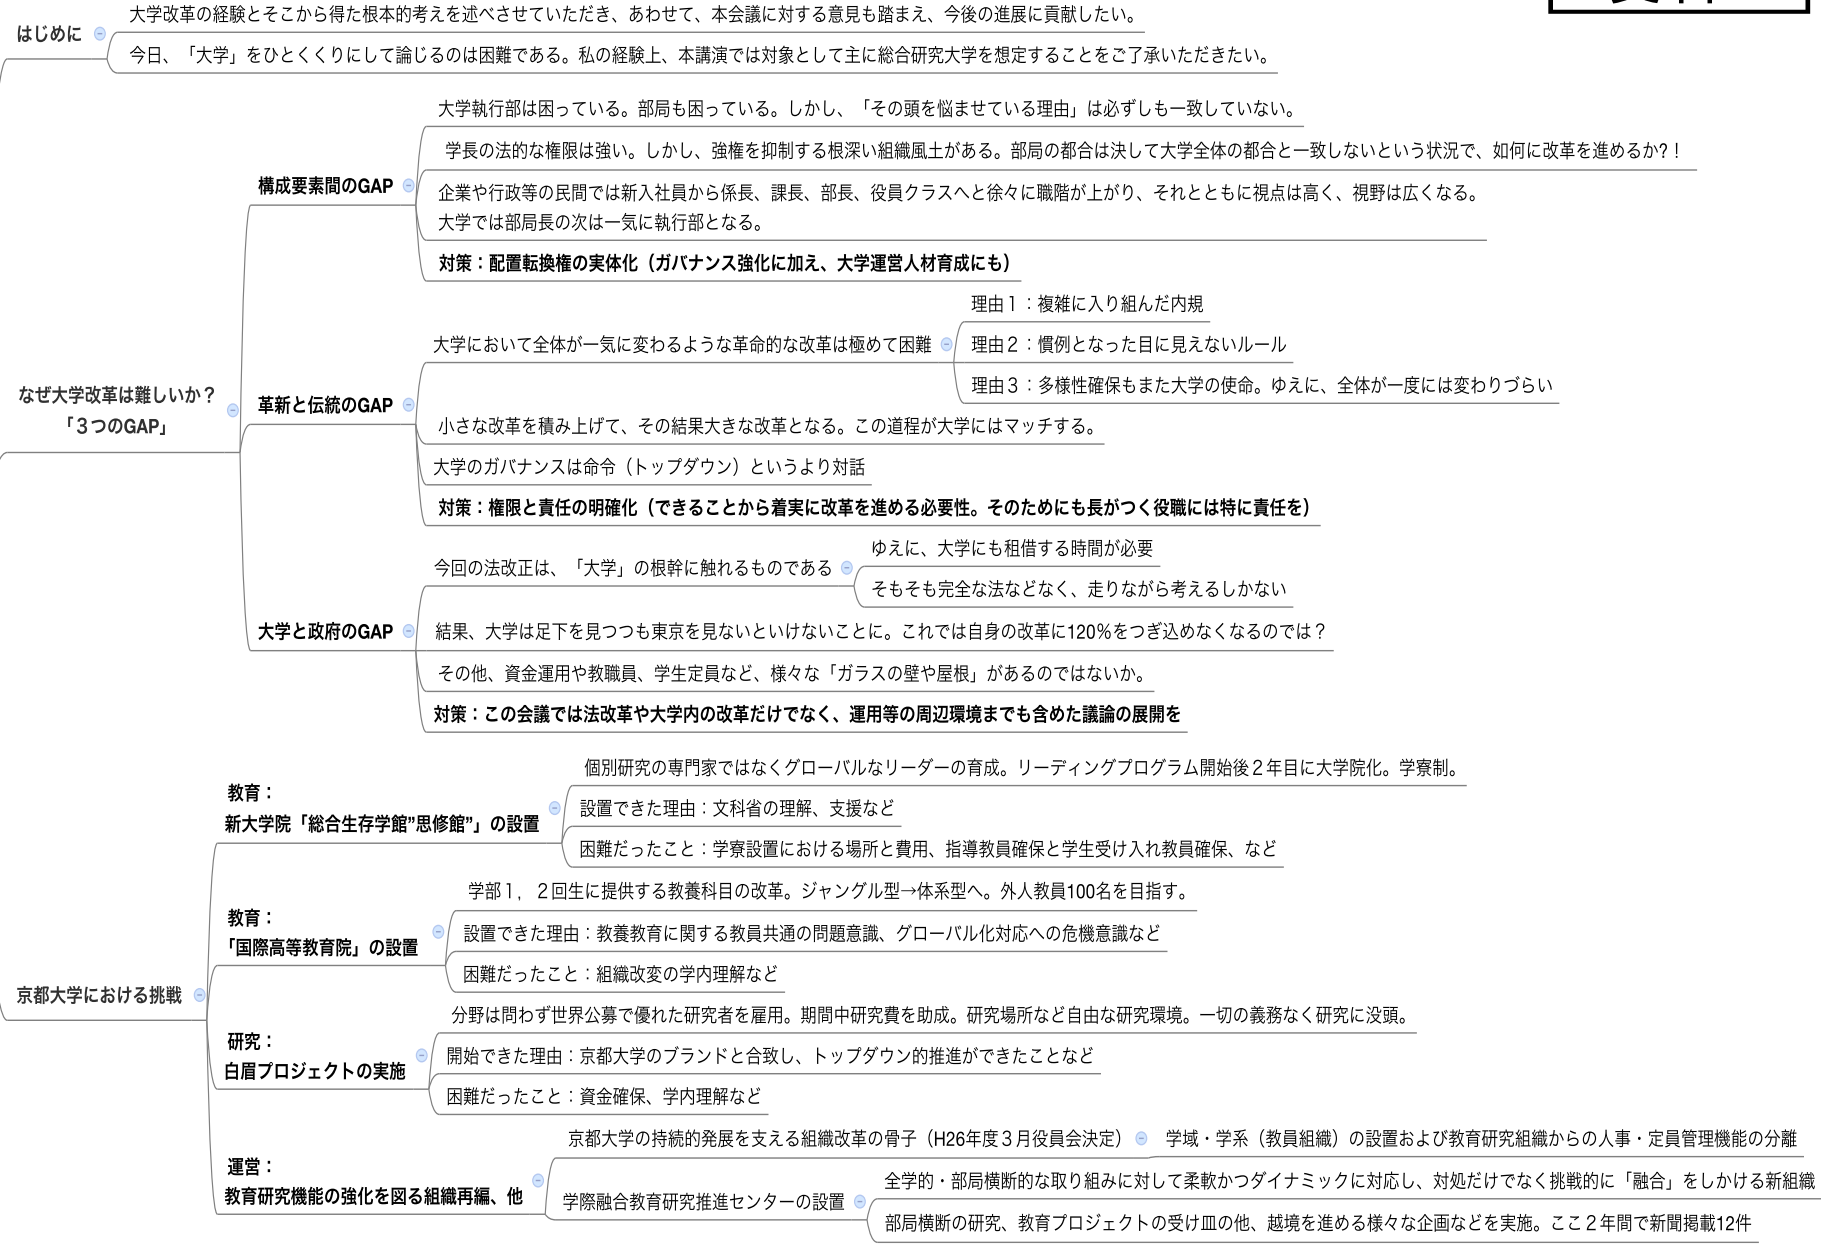 はじめに
大学改革の経験とそこから得た根本的考えを述べさせていただき、あわせて、本会議に対する意見も踏まえ、今後の進展に貢献したい。
今日、「大学」をひとくくりにして論じるのは困難である。私の経験上、本講演では対象として主に総合研究大学を想定することをご了承いただきたい。
なぜ大学改革は難しいか？
「３つのGAP」
構成要素間のGAP
大学執行部は困っている。部局も困っている。しかし、「その頭を悩ませている理由」は必ずしも一致していない。
学長の法的な権限は強い。しかし、強権を抑制する根深い組織風土がある。部局の都合は決して大学全体の都合と一致しないという状況で、如何に改革を進めるか?！
企業や行政等の民間では新入社員から係長、課長、部長、役員クラスへと徐々に職階が上がり、それとともに視点は高く、視野は広くなる。
大学では部局長の次は一気に執行部となる。
対策：配置転換権の実体化（ガバナンス強化に加え、大学運営人材育成にも）
革新と伝統のGAP
大学において全体が一気に変わるような革命的な改革は極めて困難
理由１：複雑に入り組んだ内規
理由２：慣例となった目に見えないルール
理由３：多様性確保もまた大学の使命。ゆえに、全体が一度には変わりづらい
小さな改革を積み上げて、その結果大きな改革となる。この道程が大学にはマッチする。
大学のガバナンスは命令（トップダウン）というより対話
対策：権限と責任の明確化（できることから着実に改革を進める必要性。そのためにも長がつく役職には特に責任を）
大学と政府のGAP
今回の法改正は、「大学」の根幹に触れるものである
ゆえに、大学にも租借する時間が必要
そもそも完全な法などなく、走りながら考えるしかない
結果、大学は足下を見つつも東京を見ないといけないことに。これでは自身の改革に120％をつぎ込めなくなるのでは？
その他、資金運用や教職員、学生定員など、様々な「ガラスの壁や屋根」があるのではないか。
対策：この会議では法改革や大学内の改革だけでなく、運用等の周辺環境までも含めた議論の展開を
京都大学における挑戦
教育：
新大学院「総合生存学館”思修館”」の設置
個別研究の専門家ではなくグローバルなリーダーの育成。リーディングプログラム開始後２年目に大学院化。学寮制。
設置できた理由：文科省の理解、支援など
困難だったこと：学寮設置における場所と費用、指導教員確保と学生受け入れ教員確保、など
教育：
「国際高等教育院」の設置
学部１，２回生に提供する教養科目の改革。ジャングル型→体系型へ。外人教員100名を目指す。
設置できた理由：教養教育に関する教員共通の問題意識、グローバル化対応への危機意識など
困難だったこと：組織改変の学内理解など
研究：
白眉プロジェクトの実施
分野は問わず世界公募で優れた研究者を雇用。期間中研究費を助成。研究場所など自由な研究環境。一切の義務なく研究に没頭。
開始できた理由：京都大学のブランドと合致し、トップダウン的推進ができたことなど
困難だったこと：資金確保、学内理解など
運営：
教育研究機能の強化を図る組織再編、他
京都大学の持続的発展を支える組織改革の骨子（H26年度３月役員会決定）
学域・学系（教員組織）の設置および教育研究組織からの人事・定員管理機能の分離
学際融合教育研究推進センターの設置
全学的・部局横断的な取り組みに対して柔軟かつダイナミックに対応し、対処だけでなく挑戦的に「融合」をしかける新組織
部局横断の研究、教育プロジェクトの受け皿の他、越境を進める様々な企画などを実施。ここ２年間で新聞掲載12件